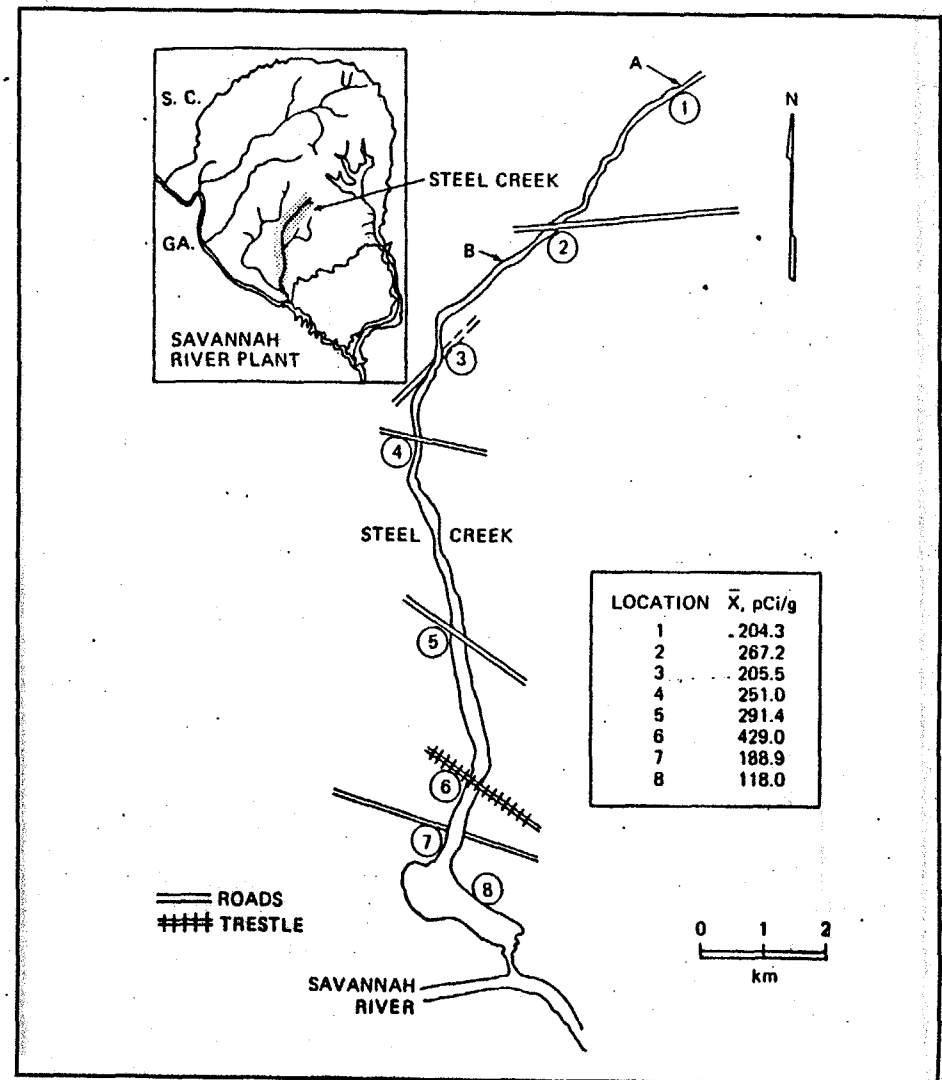 S. C.
STEEL CREEK
GA.
SAVANNAH
RIVER PLANT
A
1
N
2
B
3
4
STEEL CREEK
5
LOCATION X̄, pCi/g
1 204.3
2 267.2
3 205.5
4 251.0
5 291.4
6 429.0
7 188.9
8 118.0
6
7
8
ROADS
TRESTLE
0 1 2
km
SAVANNAH
RIVER